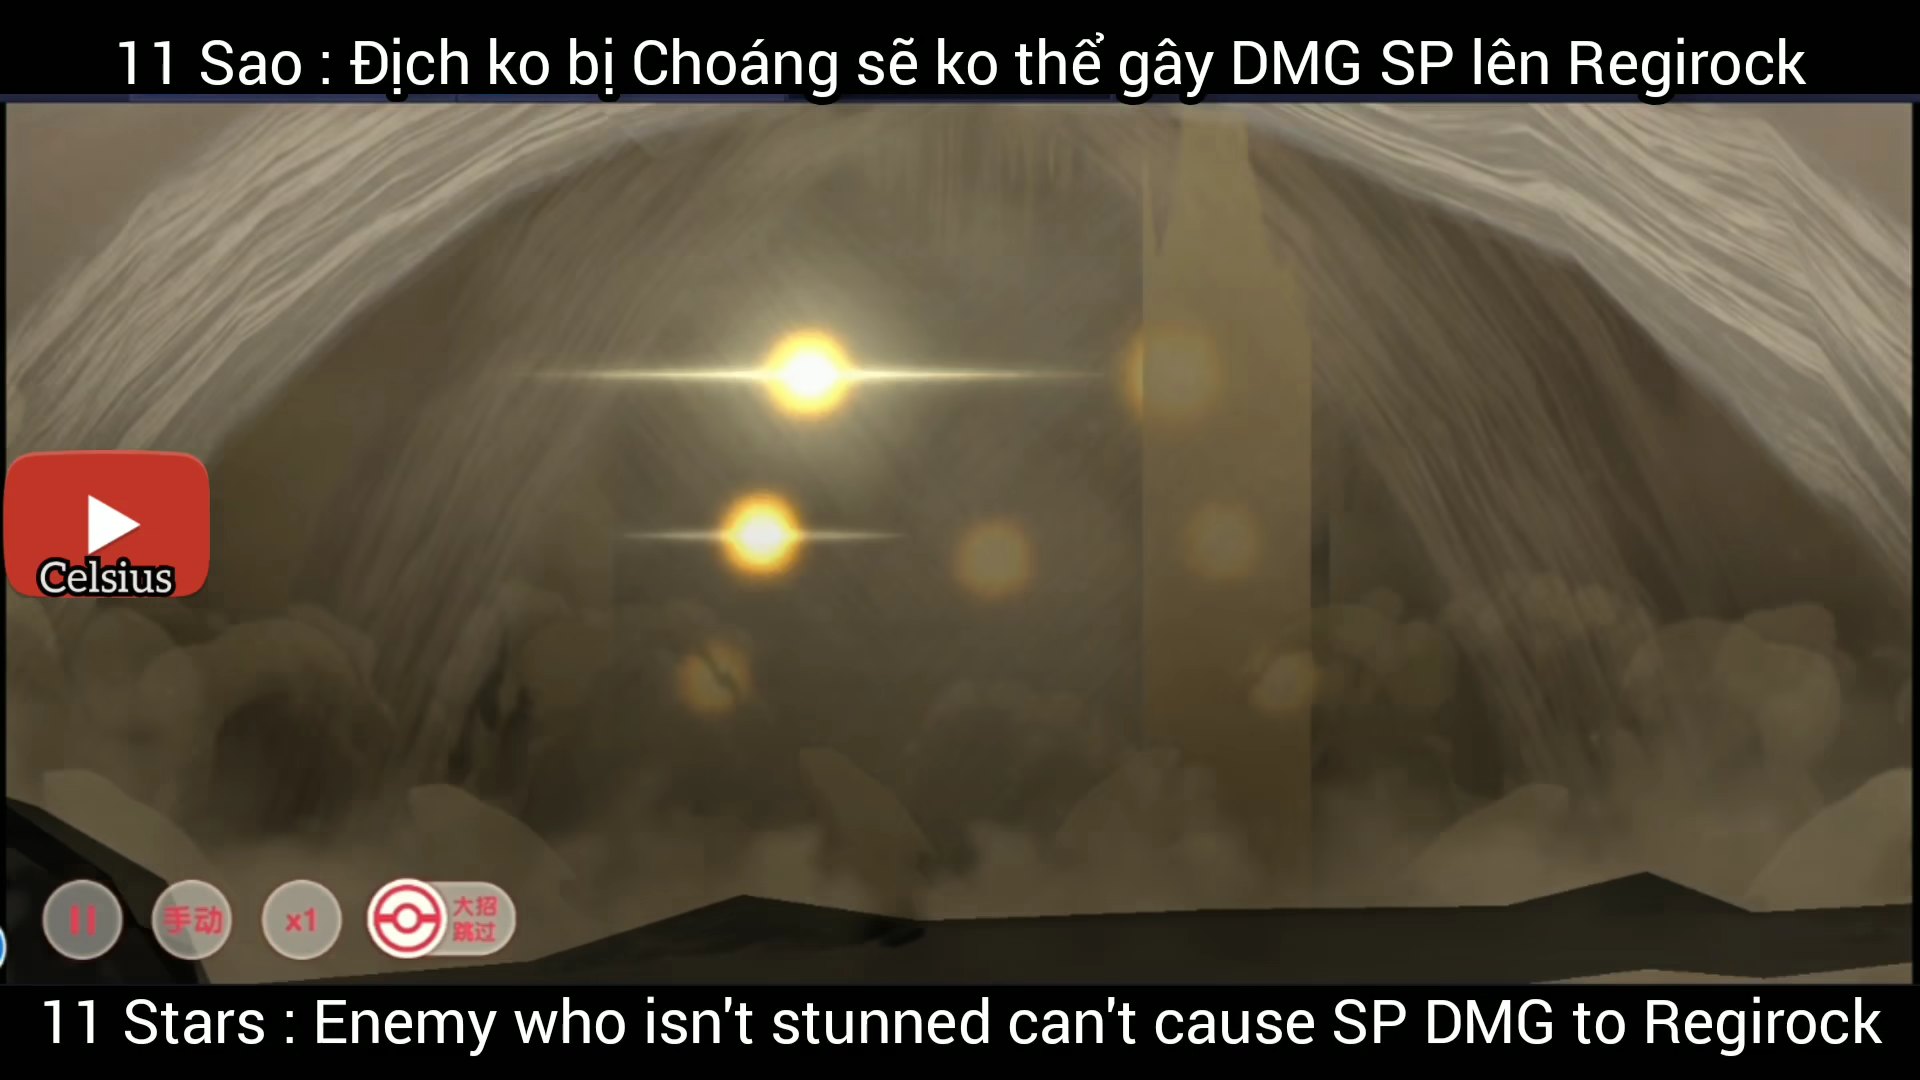 11 Sao : Địch ko bị Choáng sẽ ko thể gây DMG SP lên Regirock
Celsius
手动
x1
大招
跳过
11 Stars : Enemy who isn't stunned can't cause SP DMG to Regirock